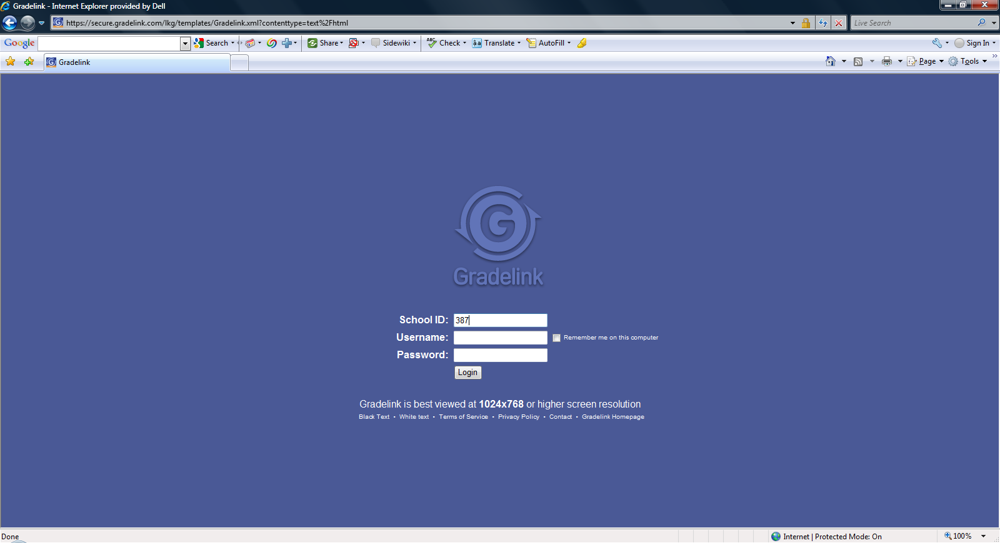 Gradelink - Internet Explorer provided by Dell
https://secure.gradelink.com/lkg/templates/Gradelink.xml?contenttype=text%2Fhtml
Live Search
Google Search Share Sidewiki ABC Check Translate AutoFill Sign In
Gradelink Page Tools
G
Gradelink
School ID: 387
Username: Remember me on this computer
Password:
Login
Gradelink is best viewed at 1024x768 or higher screen resolution
Black Text • White text • Terms of Service • Privacy Policy • Contact • Gradelink Homepage
Done Internet | Protected Mode: On 100%